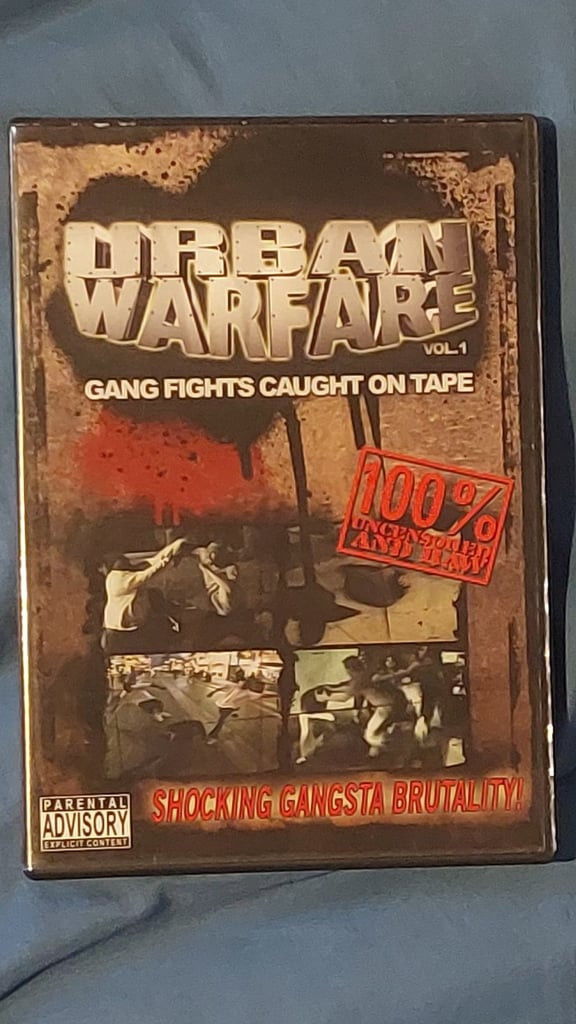 URBAN
WARFARE
VOL.1
GANG FIGHTS CAUGHT ON TAPE
100%
UNCENSORED
AND RAW
SHOCKING GANGSTA BRUTALITY!
PARENTAL
ADVISORY
EXPLICIT CONTENT